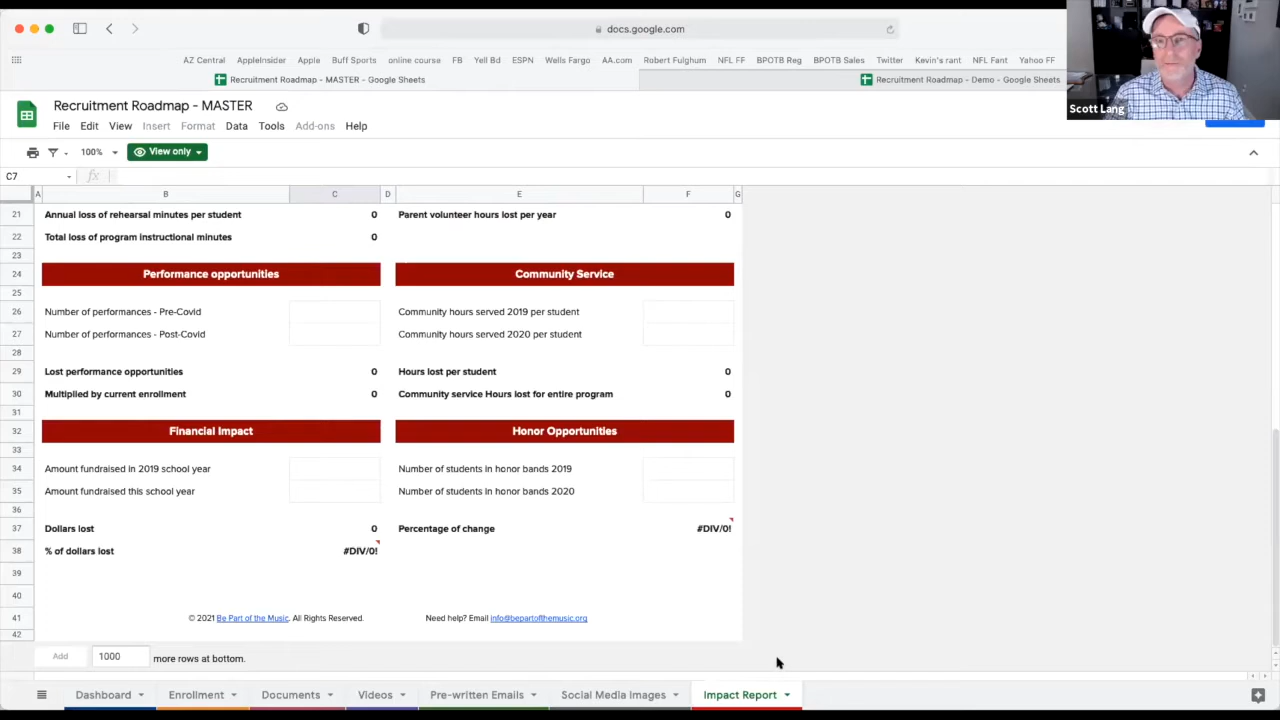 docs.google.com
AZ Central AppleInsider Apple Buff Sports online course FB Yell Bd ESPN Wells Fargo AA.com Robert Fulghum NFL FF BPOTB Reg BPOTB Sales Twitter Kevin's rant NFL Fant Yahoo FF
Recruitment Roadmap - MASTER - Google Sheets
Recruitment Roadmap - Demo - Google Sheets
Scott Lang
Recruitment Roadmap - MASTER
File Edit View Insert Format Data Tools Add-ons Help
100% View only
C7 fx
A B C D E F G
21 Annual loss of rehearsal minutes per student 0 Parent volunteer hours lost per year 0
22 Total loss of program instructional minutes 0
23
24 Performance opportunities Community Service
25
26 Number of performances - Pre-Covid Community hours served 2019 per student
27 Number of performances - Post-Covid Community hours served 2020 per student
28
29 Lost performance opportunities 0 Hours lost per student 0
30 Multiplied by current enrollment 0 Community service Hours lost for entire program 0
31
32 Financial Impact Honor Opportunities
33
34 Amount fundraised in 2019 school year Number of students in honor bands 2019
35 Amount fundraised this school year Number of students in honor bands 2020
36
37 Dollars lost 0 Percentage of change #DIV/0!
38 % of dollars lost #DIV/0!
39
40
41 © 2021 Be Part of the Music. All Rights Reserved. Need help? Email info@bepartofthemusic.org
42
Add 1000 more rows at bottom.
Dashboard Enrollment Documents Videos Pre-written Emails Social Media Images Impact Report